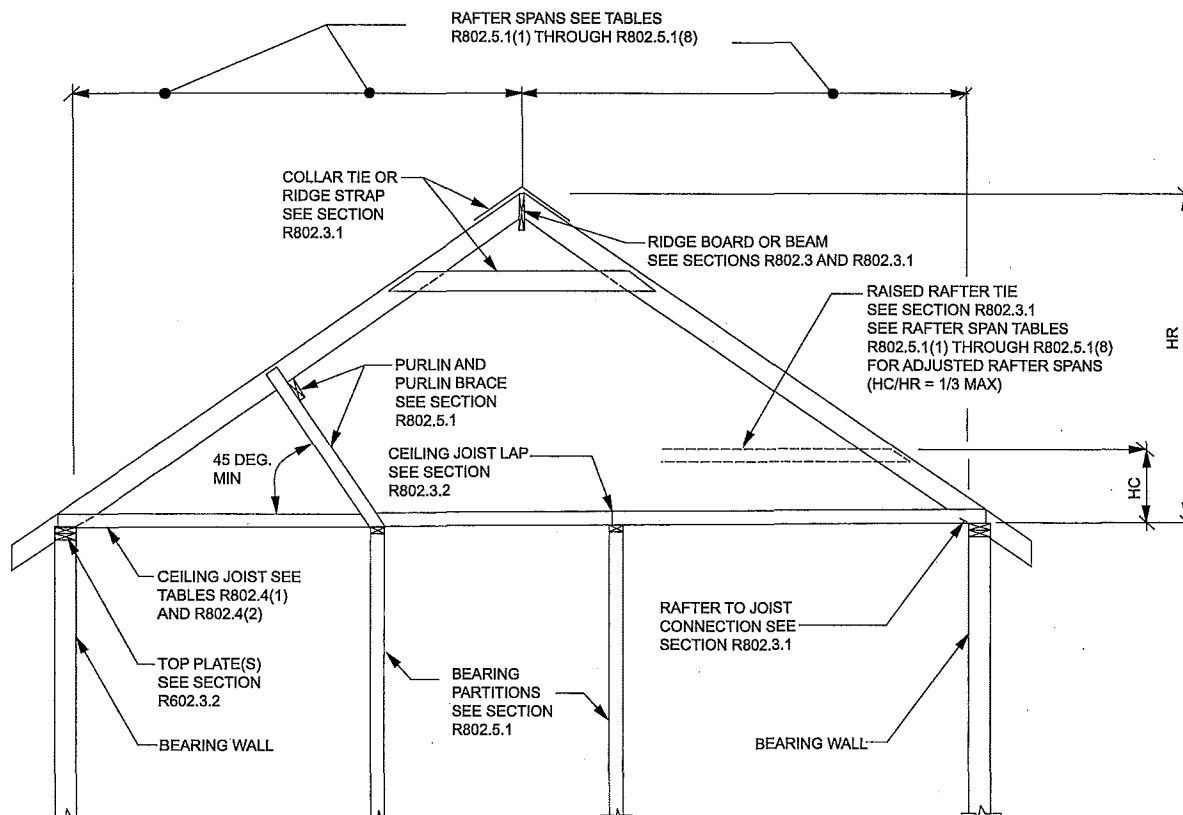 RAFTER SPANS SEE TABLES
R802.5.1(1) THROUGH R802.5.1(8)
COLLAR TIE OR
RIDGE STRAP
SEE SECTION
R802.3.1
RIDGE BOARD OR BEAM
SEE SECTIONS R802.3 AND R802.3.1
RAISED RAFTER TIE
SEE SECTION R802.3.1
SEE RAFTER SPAN TABLES
R802.5.1(1) THROUGH R802.5.1(8)
FOR ADJUSTED RAFTER SPANS
(HC/HR = 1/3 MAX)
HR
PURLIN AND
PURLIN BRACE
SEE SECTION
R802.5.1
45 DEG.
MIN
CEILING JOIST LAP
SEE SECTION
R802.3.2
HC
CEILING JOIST SEE
TABLES R802.4(1)
AND R802.4(2)
RAFTER TO JOIST
CONNECTION SEE
SECTION R802.3.1
TOP PLATE(S)
SEE SECTION
R602.3.2
BEARING
PARTITIONS
SEE SECTION
R802.5.1
BEARING WALL
BEARING WALL